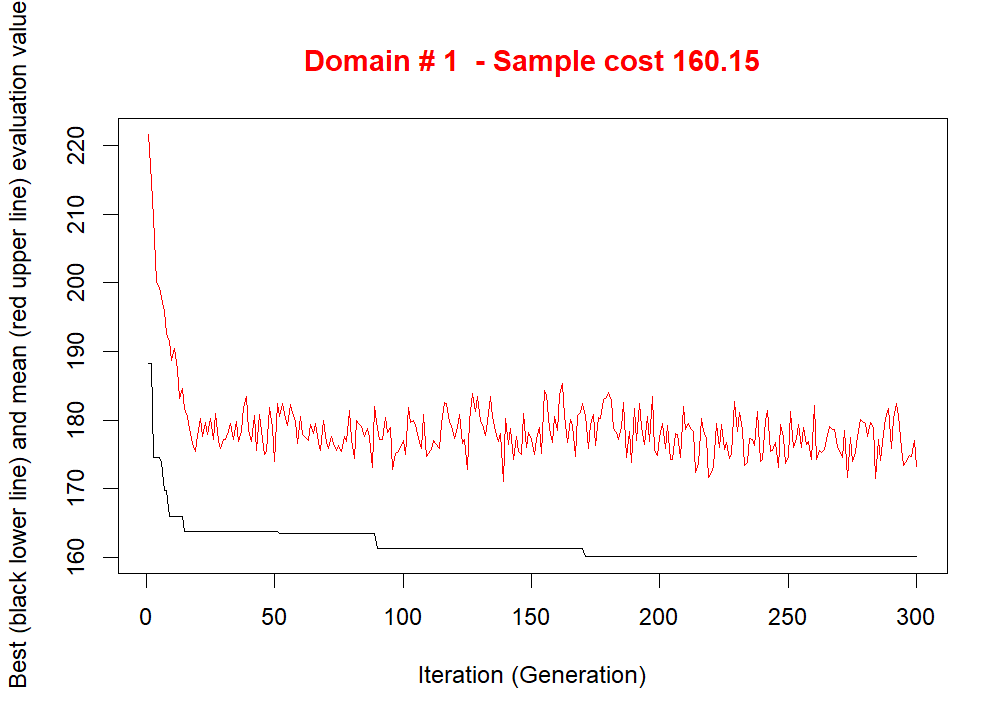 Domain # 1  - Sample cost 160.15
Best (black lower line) and mean (red upper line) evaluation value
220
210
200
190
180
170
160
0 50 100 150 200 250 300
Iteration (Generation)